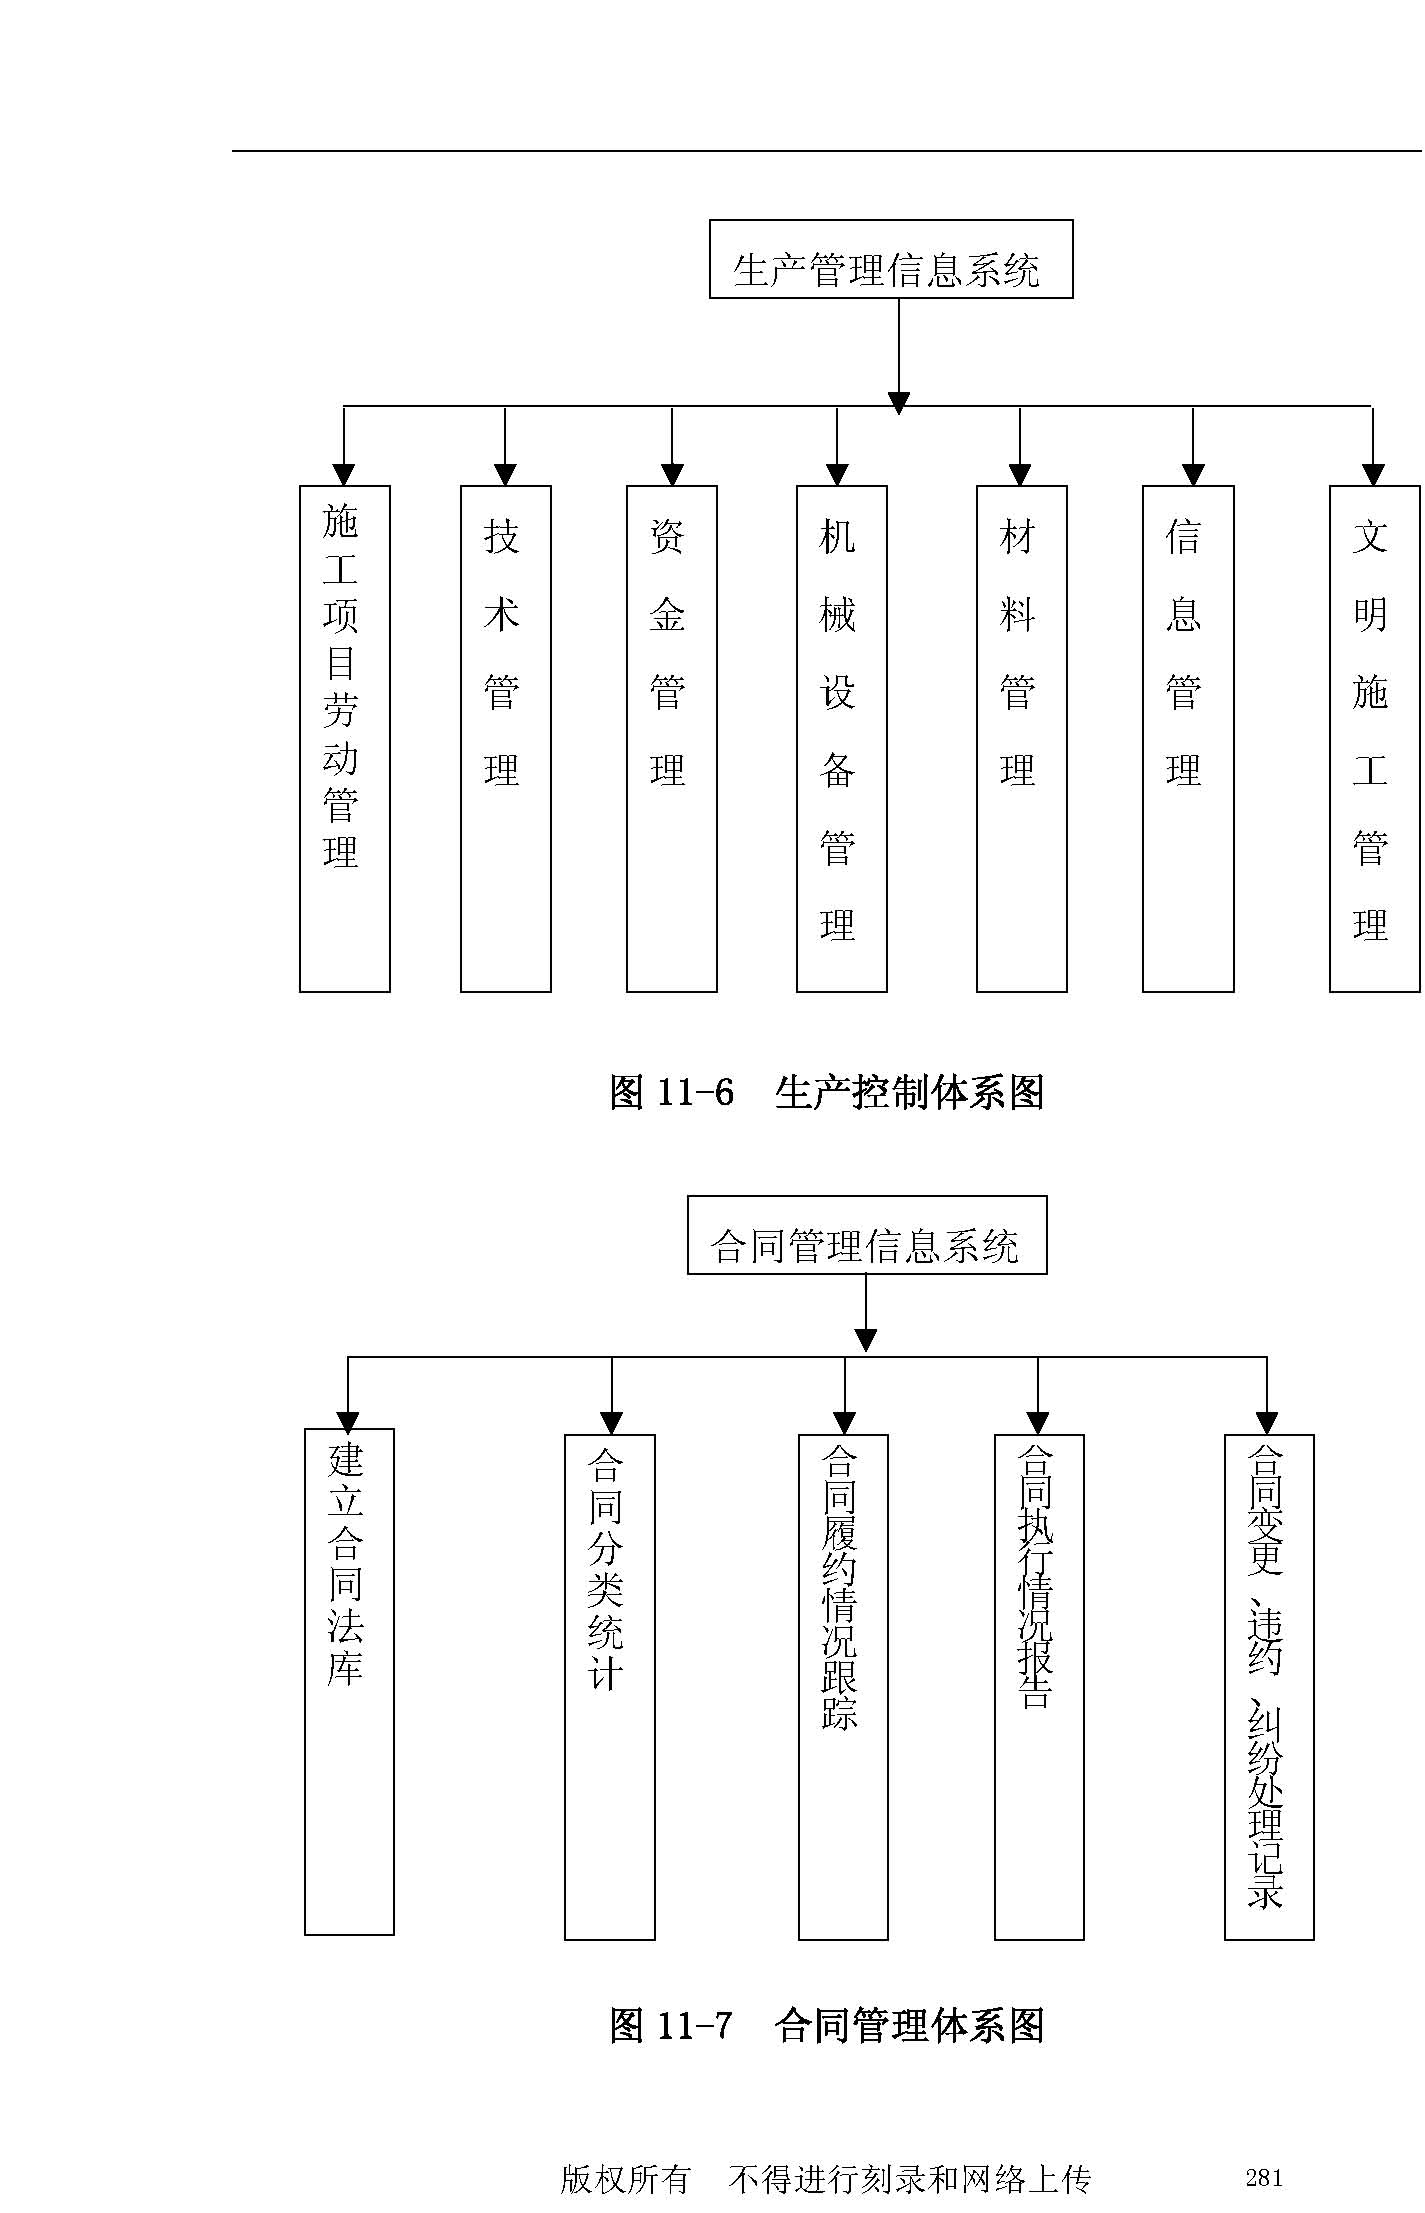 生产管理信息系统
施工项目劳动管理
技术管理
资金管理
机械设备管理
材料管理
信息管理
文明施工管理
图 11-6　生产控制体系图
合同管理信息系统
建立合同法库
合同分类统计
合同履约情况跟踪
合同执行情况报告
合同变更、违约、纠纷处理记录
图 11-7　合同管理体系图
版权所有　不得进行刻录和网络上传　281